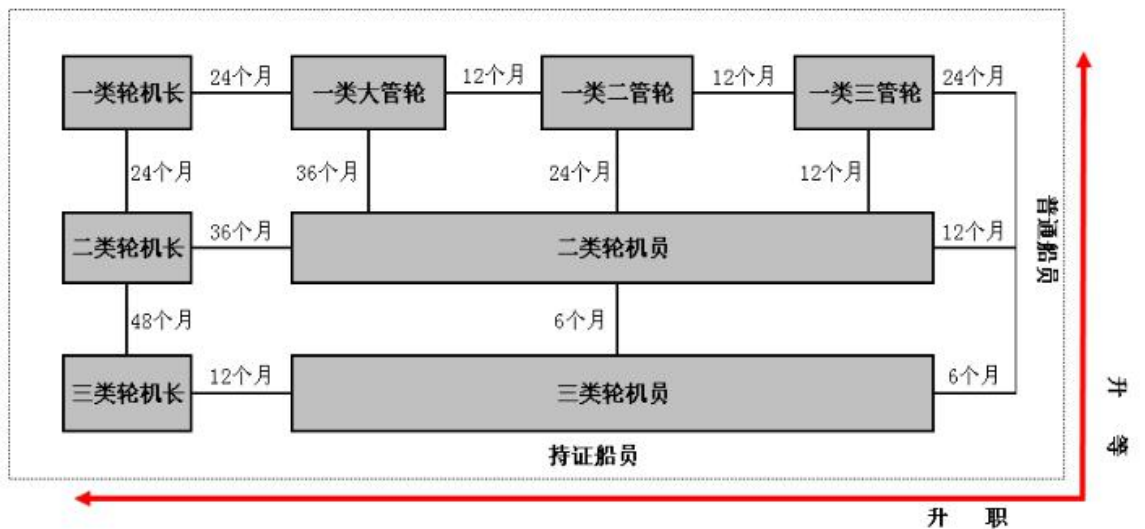 一类轮机长 24个月 一类大管轮 12个月 一类二管轮 12个月 一类三管轮 24个月
24个月 36个月 24个月 12个月
二类轮机长 36个月 二类轮机员 12个月
普通船员
48个月 6个月
三类轮机长 12个月 三类轮机员 6个月
持证船员
升等
升职